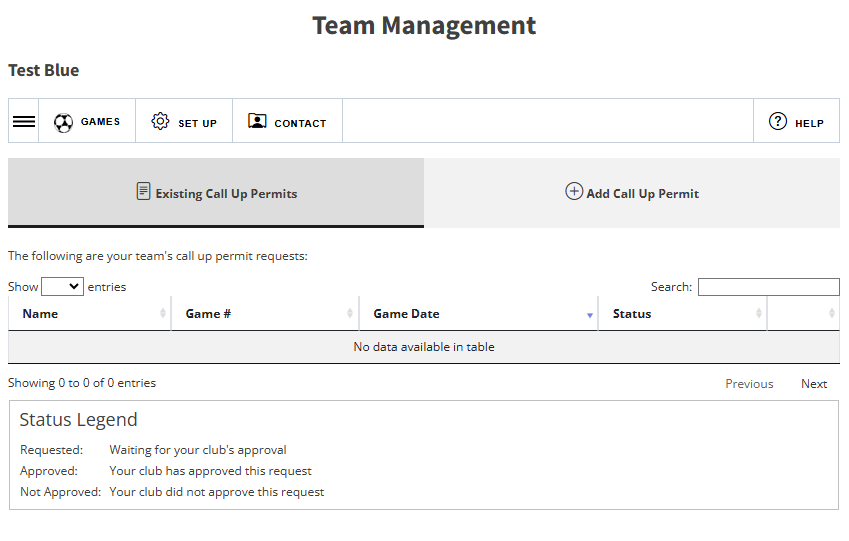 Team Management
Test Blue
GAMES SET UP CONTACT HELP
Existing Call Up Permits Add Call Up Permit
The following are your team's call up permit requests:
Show entries Search:
Name Game # Game Date Status
No data available in table
Showing 0 to 0 of 0 entries Previous Next
Status Legend
Requested: Waiting for your club's approval
Approved: Your club has approved this request
Not Approved: Your club did not approve this request